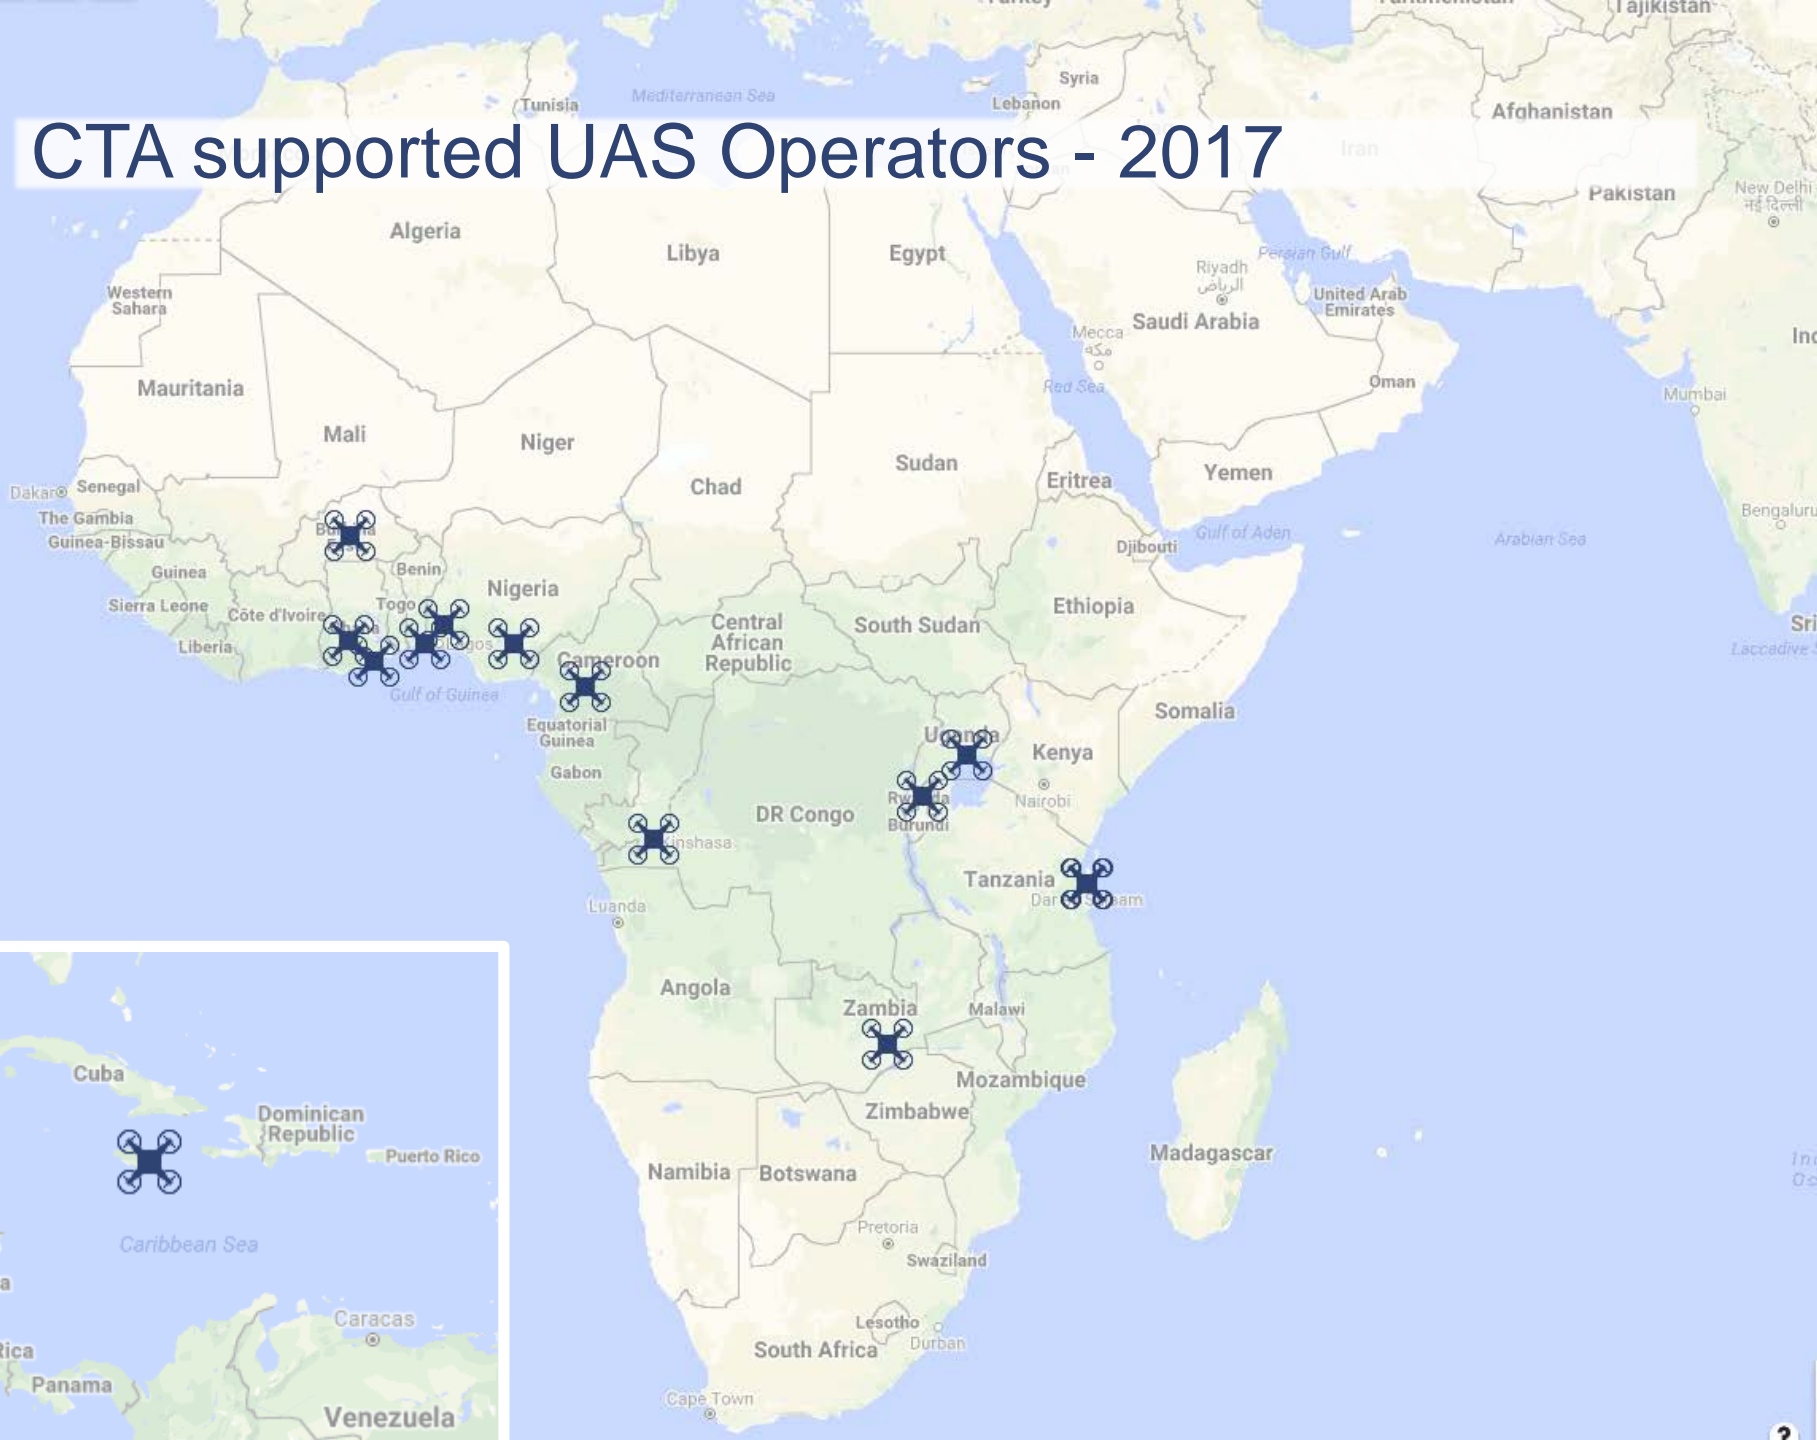 Tajikistan
Syria
Lebanon
Tunisia
Mediterranean Sea
Afghanistan
CTA supported UAS Operators - 2017
Iran
Pakistan
New Delhi
नई दिल्ली
Algeria
Libya
Egypt
Persian Gulf
Riyadh
الرياض
Western
Sahara
United Arab
Emirates
Saudi Arabia
Mecca
مكة
Mauritania
Red Sea
Oman
Mumbai
Mali
Niger
Sudan
Chad
Eritrea
Yemen
Dakar
Senegal
The Gambia
Guinea-Bissau
Bengaluru
Gulf of Aden
Arabian Sea
Djibouti
Guinea
Benin
Nigeria
Sierra Leone
Côte d'Ivoire
Togo
Ethiopia
Central
African
Republic
South Sudan
Liberia
Cameroon
Laccadive
Gulf of Guinea
Equatorial
Guinea
Somalia
Uganda
Kenya
Gabon
Nairobi
DR Congo
Burundi
Kinshasa
Tanzania
Luanda
Angola
Zambia
Malawi
Mozambique
Zimbabwe
Madagascar
Namibia
Botswana
Pretoria
Swaziland
Lesotho
Durban
South Africa
Cape Town
Cuba
Dominican
Republic
Puerto Rico
Caribbean Sea
Caracas
Panama
Venezuela
?